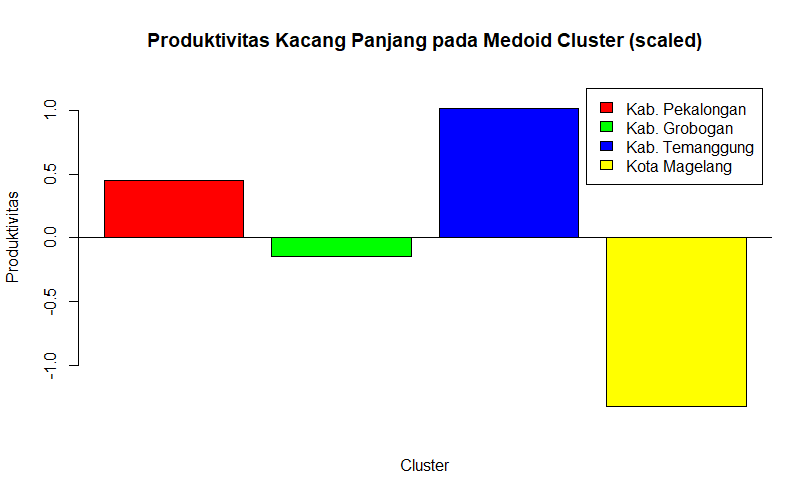 Produktivitas Kacang Panjang pada Medoid Cluster (scaled)
Kab. Pekalongan
Kab. Grobogan
Kab. Temanggung
Kota Magelang
Produktivitas
1.0
0.5
0.0
-0.5
-1.0
Cluster